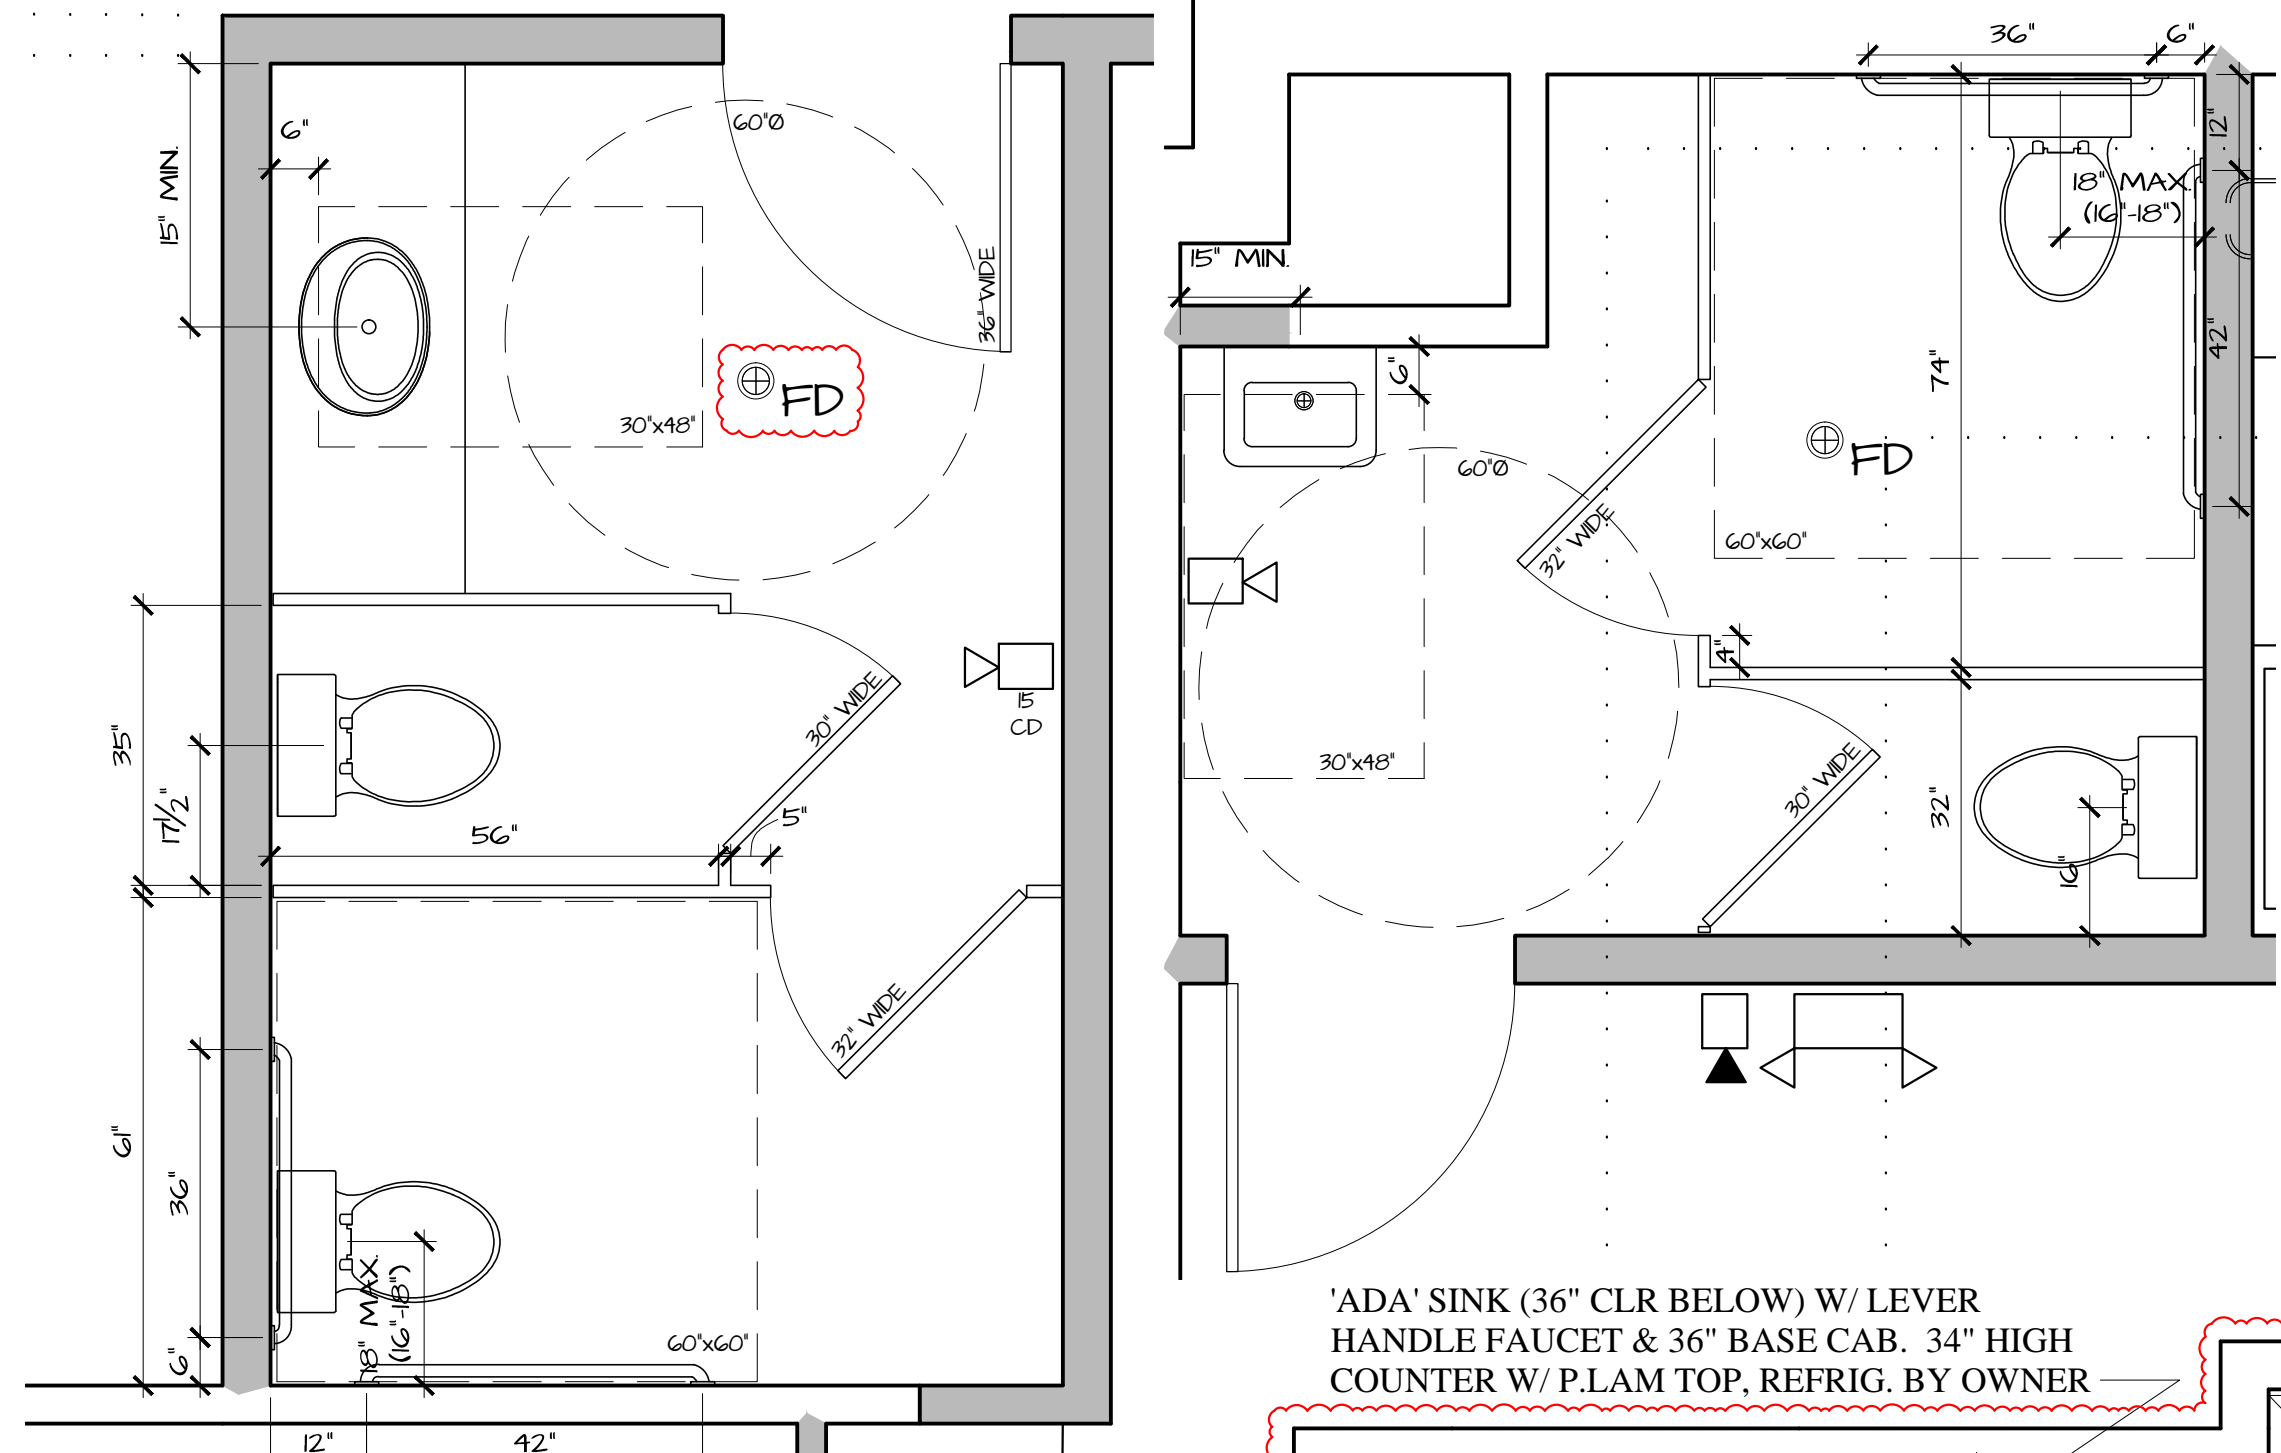 6"
15" MIN.
60"Ø
36" WIDE
FD
30"x48"
15
CD
30" WIDE
35"
17 1/2"
56"
5"
32" WIDE
61"
36"
6"
18" MAX.
(16"-18")
60"x60"
12"
42"
36"
6"
12"
15" MIN.
18" MAX.
(16"-18")
6"
42"
74"
FD
60"Ø
32" WIDE
60"x60"
4"
30"x48"
30" WIDE
32"
16"
'ADA' SINK (36" CLR BELOW) W/ LEVER
HANDLE FAUCET & 36" BASE CAB. 34" HIGH
COUNTER W/ P.LAM TOP, REFRIG. BY OWNER